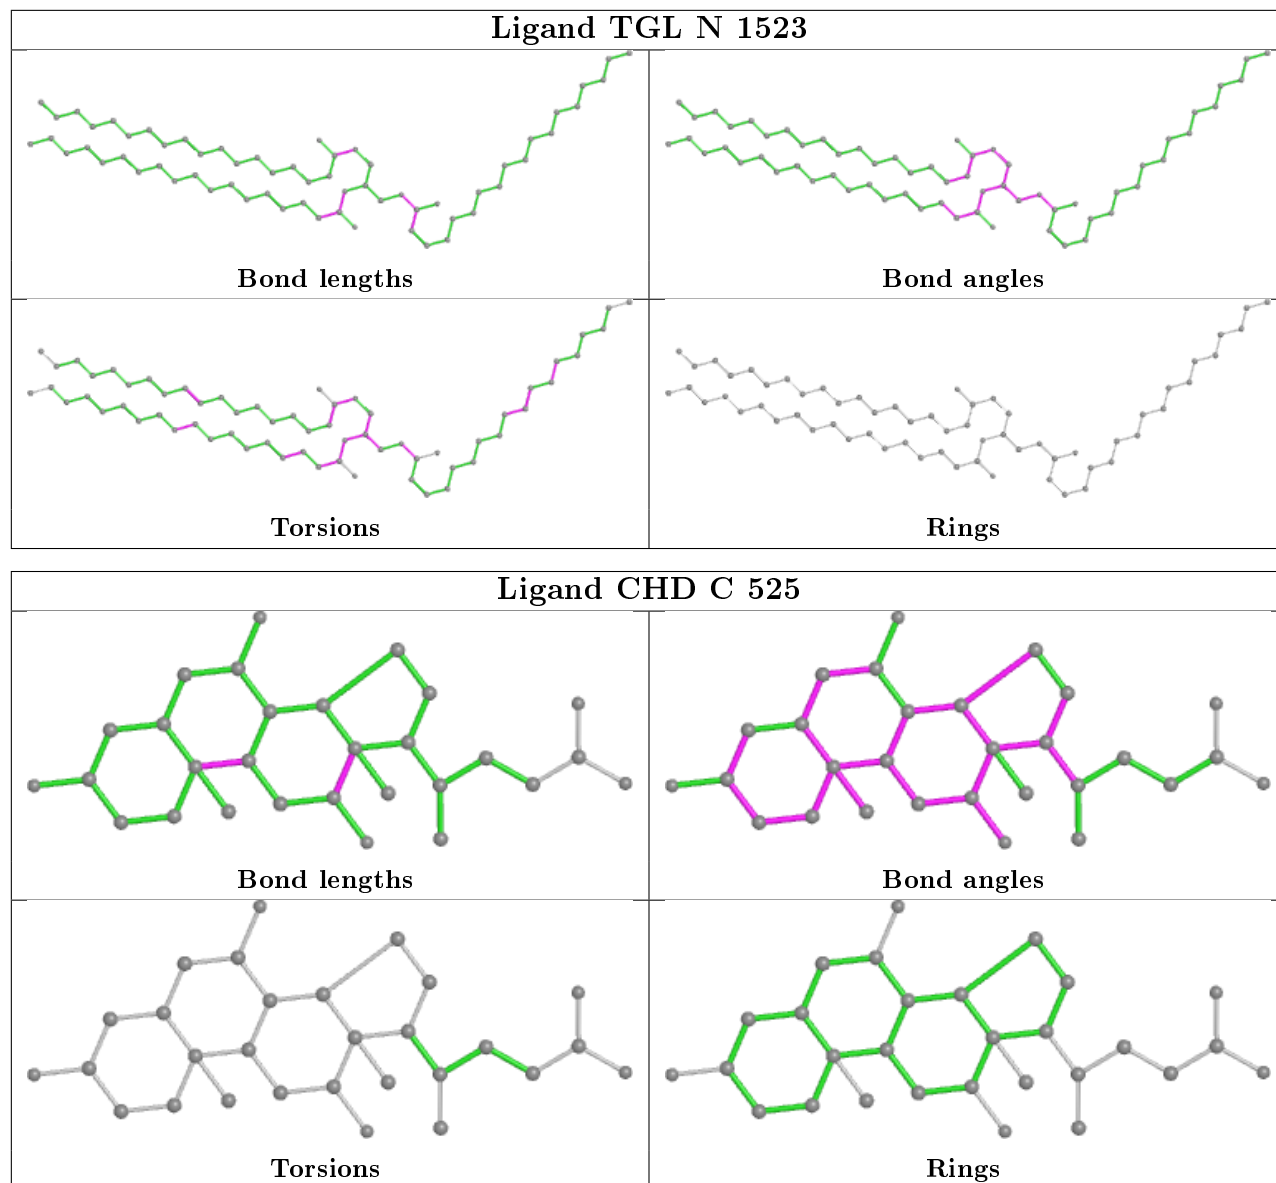 Ligand TGL N 1523
Bond lengths
Bond angles
Torsions
Rings
Ligand CHD C 525
Bond lengths
Bond angles
Torsions
Rings